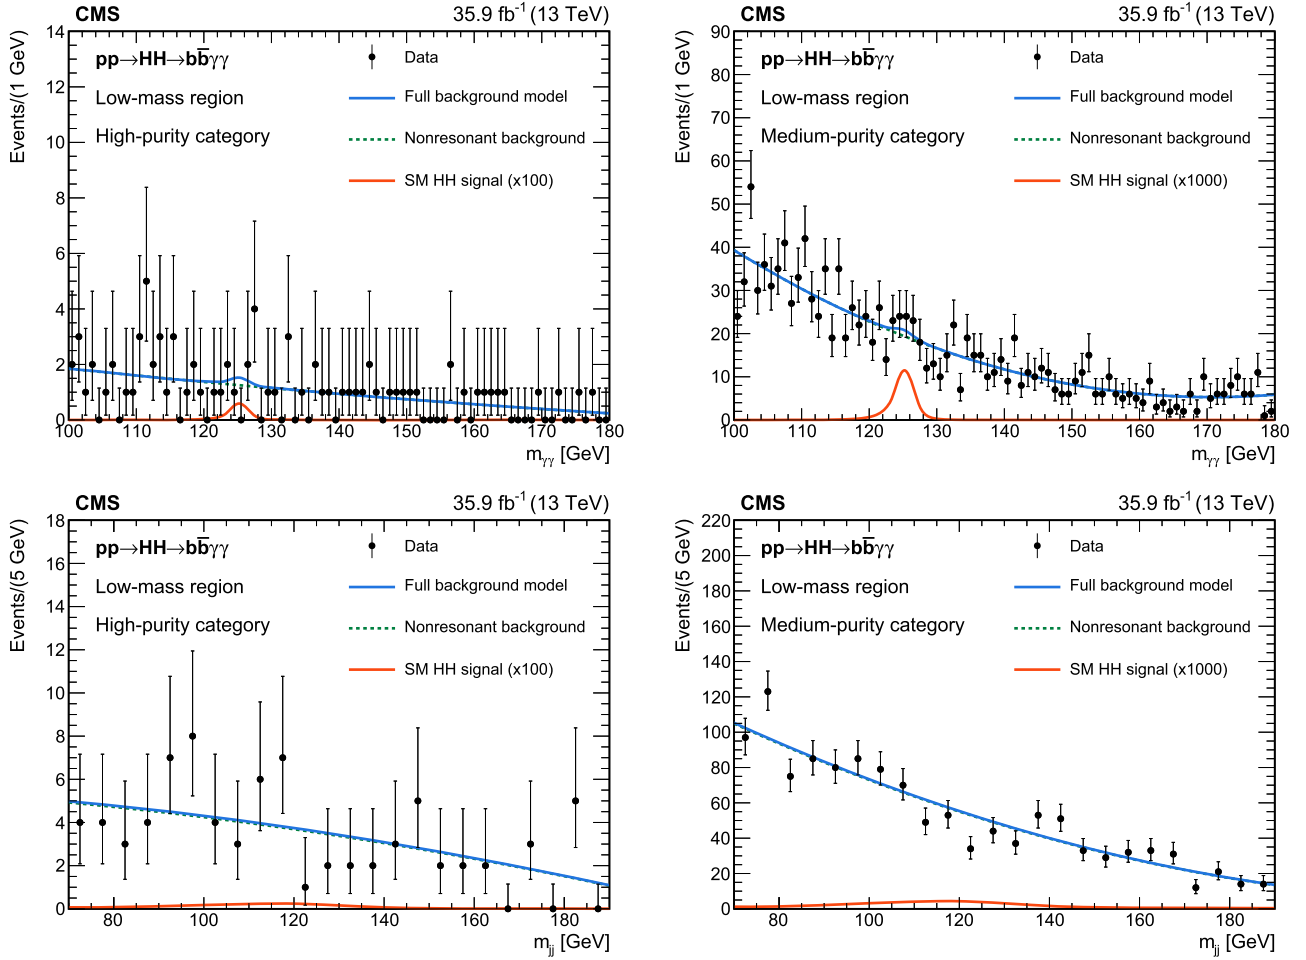 CMS 35.9 fb⁻¹ (13 TeV)
Events/(1 GeV)
pp→HH→bb̅γγ
Low-mass region
High-purity category
Data
Full background model
Nonresonant background
SM HH signal (x100)
14
12
10
8
6
4
2
0
100 110 120 130 140 150 160 170 180
mγγ [GeV]
CMS 35.9 fb⁻¹ (13 TeV)
Events/(1 GeV)
pp→HH→bb̅γγ
Low-mass region
Medium-purity category
Data
Full background model
Nonresonant background
SM HH signal (x1000)
90
80
70
60
50
40
30
20
10
0
100 110 120 130 140 150 160 170 180
mγγ [GeV]
CMS 35.9 fb⁻¹ (13 TeV)
Events/(5 GeV)
pp→HH→bb̅γγ
Low-mass region
High-purity category
Data
Full background model
Nonresonant background
SM HH signal (x100)
18
16
14
12
10
8
6
4
2
0
80 100 120 140 160 180
mjj [GeV]
CMS 35.9 fb⁻¹ (13 TeV)
Events/(5 GeV)
pp→HH→bb̅γγ
Low-mass region
Medium-purity category
Data
Full background model
Nonresonant background
SM HH signal (x1000)
220
200
180
160
140
120
100
80
60
40
20
0
80 100 120 140 160 180
mjj [GeV]